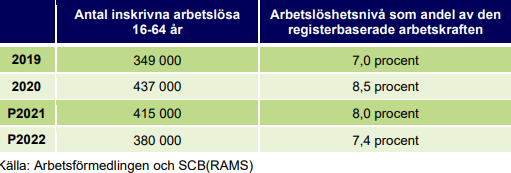 Antal inskrivna arbetslösa
16-64 år
Arbetslöshetsnivå som andel av den
registerbaserade arbetskraften
2019 349 000 7,0 procent
2020 437 000 8,5 procent
P2021 415 000 8,0 procent
P2022 380 000 7,4 procent
Källa: Arbetsförmedlingen och SCB(RAMS)